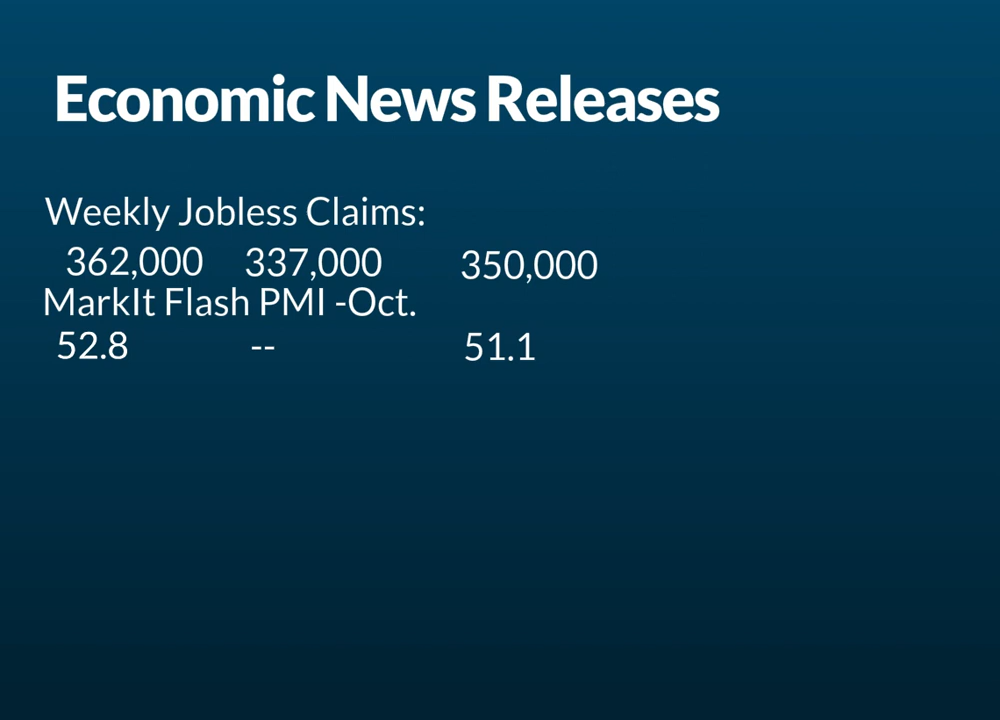 Economic News Releases
Weekly Jobless Claims:
362,000 337,000 350,000
MarkIt Flash PMI -Oct.
52.8 -- 51.1